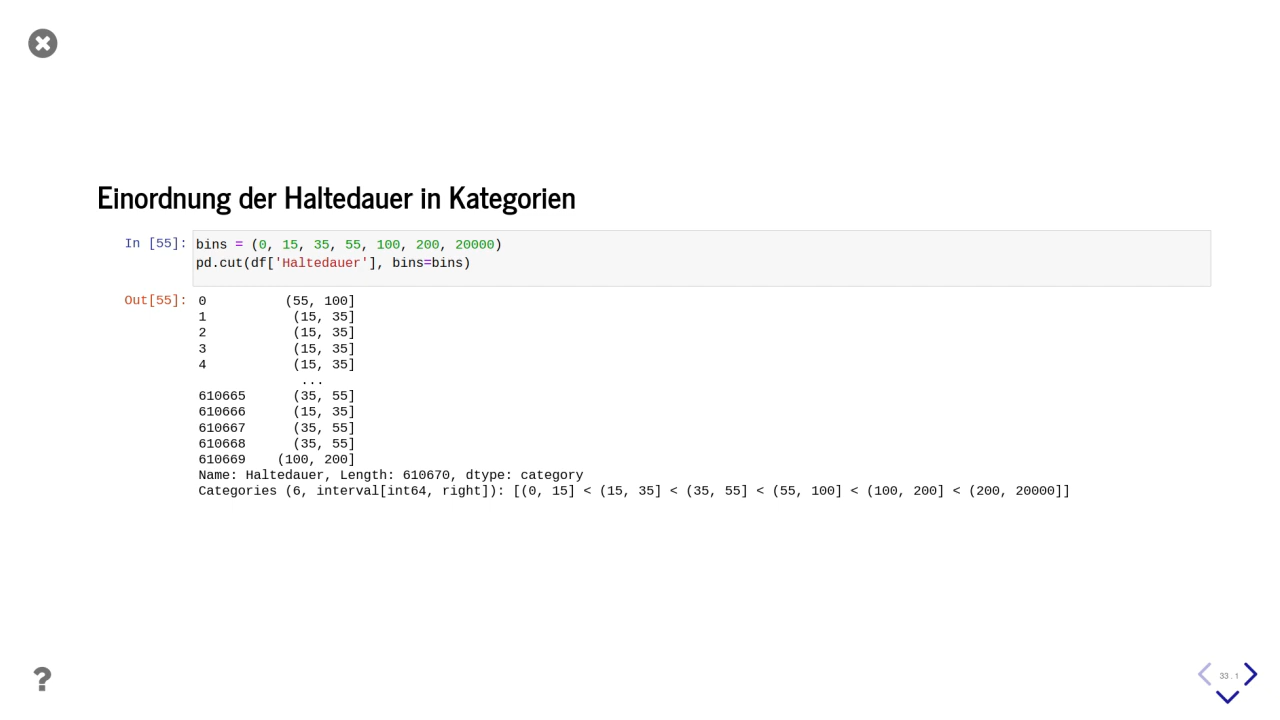 Einordnung der Haltedauer in Kategorien
In [55]: bins = (0, 15, 35, 55, 100, 200, 20000)
pd.cut(df['Haltedauer'], bins=bins)
Out[55]: 0          (55, 100]
1           (15, 35]
2           (15, 35]
3           (15, 35]
4           (15, 35]
...
610665      (35, 55]
610666      (15, 35]
610667      (35, 55]
610668      (35, 55]
610669    (100, 200]
Name: Haltedauer, Length: 610670, dtype: category
Categories (6, interval[int64, right]): [(0, 15] < (15, 35] < (35, 55] < (55, 100] < (100, 200] < (200, 20000]]
?
33 . 1